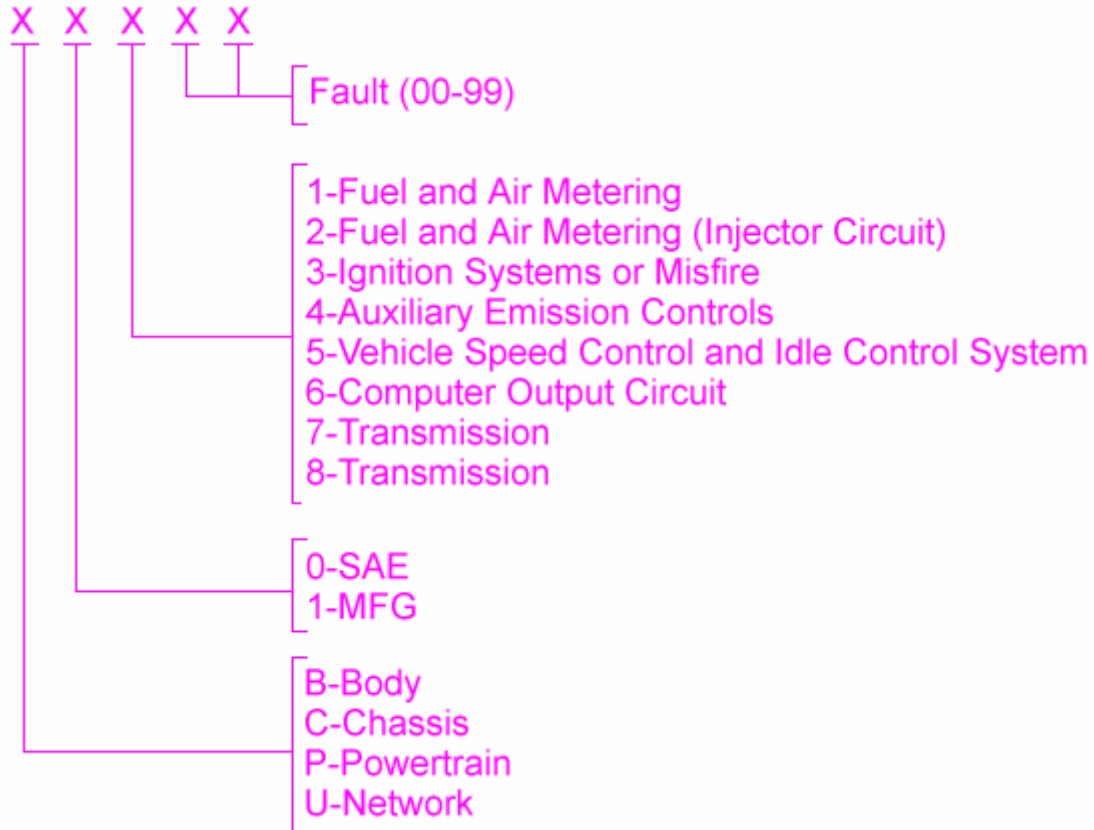 X X X X X
Fault (00-99)
1-Fuel and Air Metering
2-Fuel and Air Metering (Injector Circuit)
3-Ignition Systems or Misfire
4-Auxiliary Emission Controls
5-Vehicle Speed Control and Idle Control System
6-Computer Output Circuit
7-Transmission
8-Transmission
0-SAE
1-MFG
B-Body
C-Chassis
P-Powertrain
U-Network